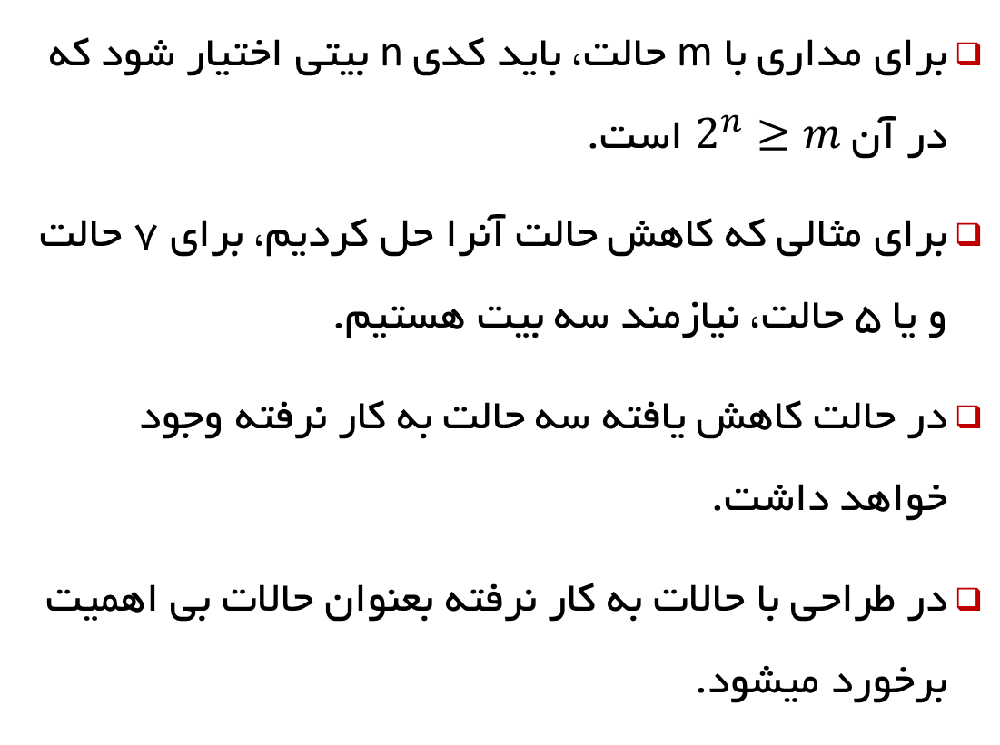 برای مداری با m حالت، باید کدی n بیتی اختیار شود که
در آن 2ⁿ ≥ m است.
برای مثالی که کاهش حالت آنرا حل کردیم، برای ۷ حالت
و یا ۵ حالت، نیازمند سه بیت هستیم.
در حالت کاهش یافته سه حالت به کار نرفته وجود
خواهد داشت.
در طراحی با حالات به کار نرفته بعنوان حالات بی اهمیت
برخورد میشود.